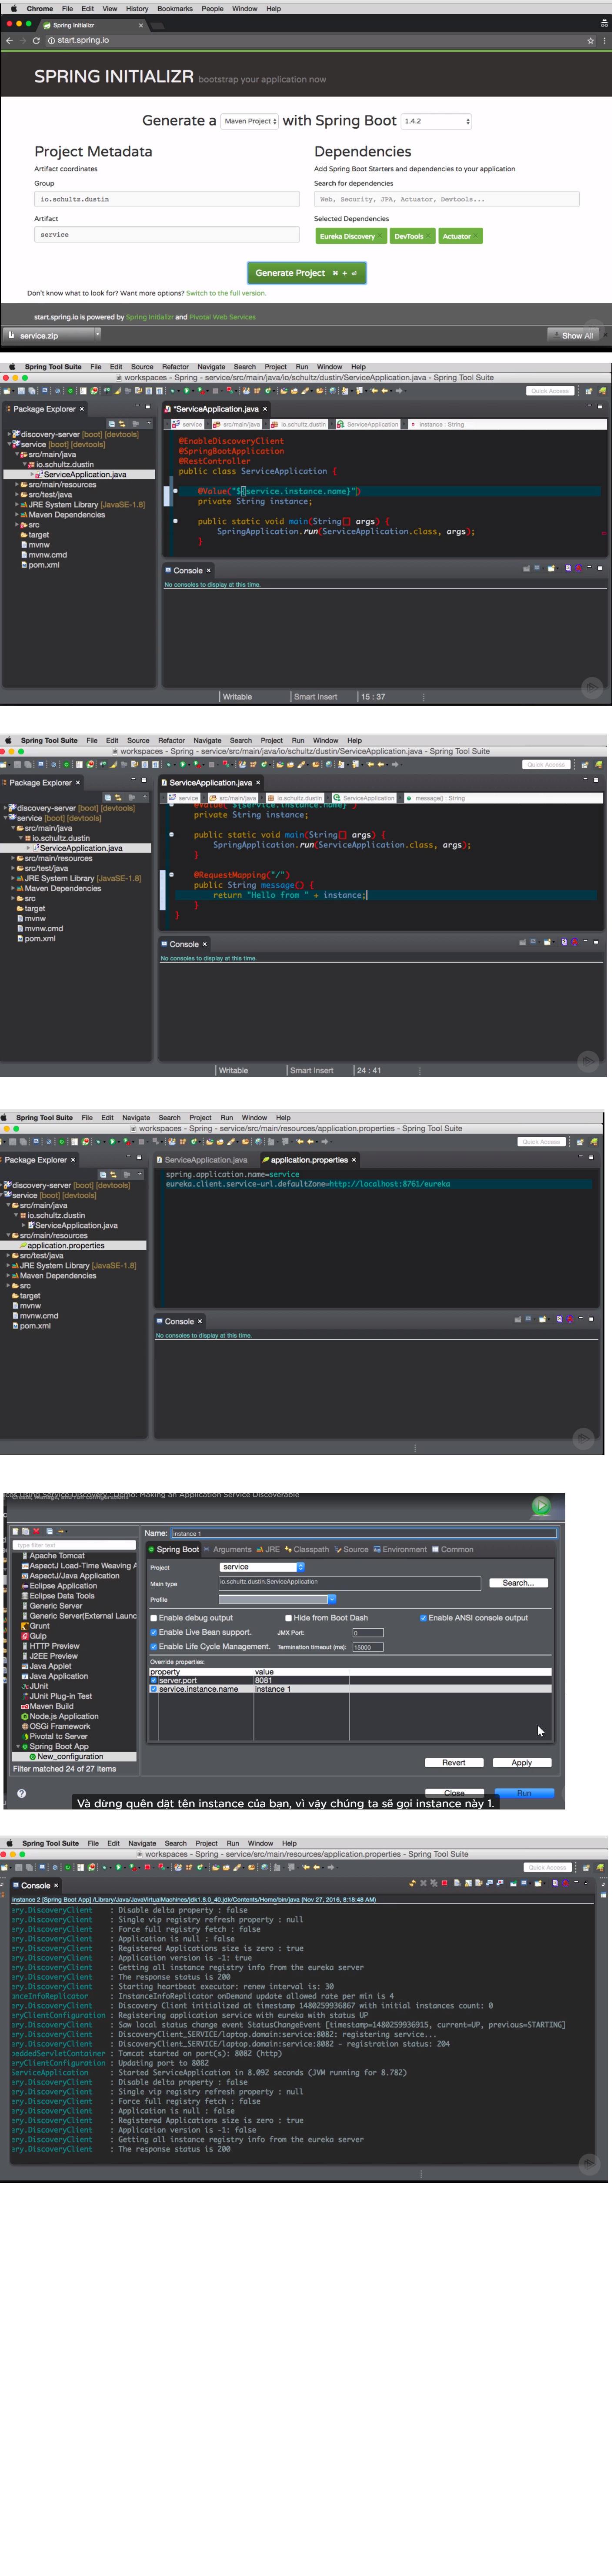 Chrome File Edit View History Bookmarks People Window Help
Spring Initializr
start.spring.io
SPRING INITIALIZR bootstrap your application now
Generate a Maven Project with Spring Boot 1.4.2
Project Metadata
Artifact coordinates
Group
io.schultz.dustin
Artifact
service
Dependencies
Add Spring Boot Starters and dependencies to your application
Search for dependencies
Web, Security, JPA, Actuator, Devtools...
Selected Dependencies
Eureka Discovery DevTools Actuator
Generate Project
Don't know what to look for? Want more options? Switch to the full version.
start.spring.io is powered by Spring Initializr and Pivotal Web Services
service.zip Show All
Spring Tool Suite File Edit Source Refactor Navigate Search Project Run Window Help
workspaces - Spring - service/src/main/java/io/schultz/dustin/ServiceApplication.java - Spring Tool Suite
Quick Access
Package Explorer
discovery-server [boot] [devtools]
service [boot] [devtools]
src/main/java
io.schultz.dustin
ServiceApplication.java
src/main/resources
src/test/java
JRE System Library [JavaSE-1.8]
Maven Dependencies
src
target
mvnw
mvnw.cmd
pom.xml
*ServiceApplication.java
service src/main/java io.schultz.dustin ServiceApplication instance : String
@EnableDiscoveryClient
@SpringBootApplication
@RestController
public class ServiceApplication {
@Value("${service.instance.name}")
private String instance;
public static void main(String[] args) {
SpringApplication.run(ServiceApplication.class, args);
}
Console
No consoles to display at this time.
Writable Smart Insert 15 : 37
Spring Tool Suite File Edit Source Refactor Navigate Search Project Run Window Help
workspaces - Spring - service/src/main/java/io/schultz/dustin/ServiceApplication.java - Spring Tool Suite
Quick Access
Package Explorer
discovery-server [boot] [devtools]
service [boot] [devtools]
src/main/java
io.schultz.dustin
ServiceApplication.java
src/main/resources
src/test/java
JRE System Library [JavaSE-1.8]
Maven Dependencies
src
target
mvnw
mvnw.cmd
pom.xml
ServiceApplication.java
service src/main/java io.schultz.dustin ServiceApplication message() : String
@Value("${service.instance.name}")
private String instance;
public static void main(String[] args) {
SpringApplication.run(ServiceApplication.class, args);
}
@RequestMapping("/")
public String message() {
return "Hello from " + instance;
}
}
Console
No consoles to display at this time.
Writable Smart Insert 24 : 41
Spring Tool Suite File Edit Navigate Search Project Run Window Help
workspaces - Spring - service/src/main/resources/application.properties - Spring Tool Suite
Quick Access
Package Explorer
discovery-server [boot] [devtools]
service [boot] [devtools]
src/main/java
io.schultz.dustin
ServiceApplication.java
src/main/resources
application.properties
src/test/java
JRE System Library [JavaSE-1.8]
Maven Dependencies
src
target
mvnw
mvnw.cmd
pom.xml
ServiceApplication.java application.properties
spring.application.name=service
eureka.client.service-url.defaultZone=http://localhost:8761/eureka
Console
No consoles to display at this time.
Using Service Discovery : Demo: Making an Application Service Discoverable
Create, manage, and run configurations
type filter text
Apache Tomcat
AspectJ Load-Time Weaving A
AspectJ/Java Application
Eclipse Application
Eclipse Data Tools
Generic Server
Generic Server(External Launc
Grunt
Gulp
HTTP Preview
J2EE Preview
Java Applet
Java Application
JUnit
JUnit Plug-in Test
Maven Build
Node.js Application
OSGi Framework
Pivotal tc Server
Spring Boot App
New_configuration
Filter matched 24 of 27 items
Name: instance 1
Spring Boot Arguments JRE Classpath Source Environment Common
Project service
Main type io.schultz.dustin.ServiceApplication Search...
Profile
Enable debug output Hide from Boot Dash Enable ANSI console output
Enable Live Bean support. JMX Port: 0
Enable Life Cycle Management. Termination timeout (ms): 15000
Override properties:
property value
server.port 8081
service.instance.name instance 1
Revert Apply
Close Run
Và dừng quên dặt tên instance của bạn, vì vậy chúng ta sẽ gọi instance này 1.
Spring Tool Suite File Edit Navigate Search Project Run Window Help
workspaces - Spring - service/src/main/resources/application.properties - Spring Tool Suite
Quick Access
Console
instance 2 [Spring Boot App] /Library/Java/JavaVirtualMachines/jdk1.8.0_40.jdk/Contents/Home/bin/java (Nov 27, 2016, 8:18:48 AM)
ery.DiscoveryClient : Disable delta property : false
ery.DiscoveryClient : Single vip registry refresh property : null
ery.DiscoveryClient : Force full registry fetch : false
ery.DiscoveryClient : Application is null : false
ery.DiscoveryClient : Registered Applications size is zero : true
ery.DiscoveryClient : Application version is -1: true
ery.DiscoveryClient : Getting all instance registry info from the eureka server
ery.DiscoveryClient : The response status is 200
ery.DiscoveryClient : Starting heartbeat executor: renew interval is: 30
nceInfoReplicator : InstanceInfoReplicator onDemand update allowed rate per min is 4
ery.DiscoveryClient : Discovery Client initialized at timestamp 1480259936867 with initial instances count: 0
eryClientConfiguration : Registering application service with eureka with status UP
ery.DiscoveryClient : Saw local status change event StatusChangeEvent [timestamp=1480259936915, current=UP, previous=STARTING]
ery.DiscoveryClient : DiscoveryClient_SERVICE/laptop.domain:service:8082: registering service...
ery.DiscoveryClient : DiscoveryClient_SERVICE/laptop.domain:service:8082 - registration status: 204
eddedServletContainer : Tomcat started on port(s): 8082 (http)
eryClientConfiguration : Updating port to 8082
ServiceApplication : Started ServiceApplication in 8.092 seconds (JVM running for 8.782)
ery.DiscoveryClient : Disable delta property : false
ery.DiscoveryClient : Single vip registry refresh property : null
ery.DiscoveryClient : Force full registry fetch : false
ery.DiscoveryClient : Application is null : false
ery.DiscoveryClient : Registered Applications size is zero : true
ery.DiscoveryClient : Application version is -1: false
ery.DiscoveryClient : Getting all instance registry info from the eureka server
ery.DiscoveryClient : The response status is 200